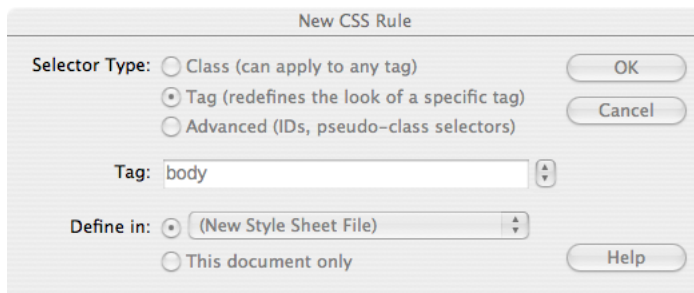 New CSS Rule
Selector Type: Class (can apply to any tag) OK
Tag (redefines the look of a specific tag)
Cancel
Advanced (IDs, pseudo-class selectors)
Tag: body
Define in: (New Style Sheet File)
This document only Help